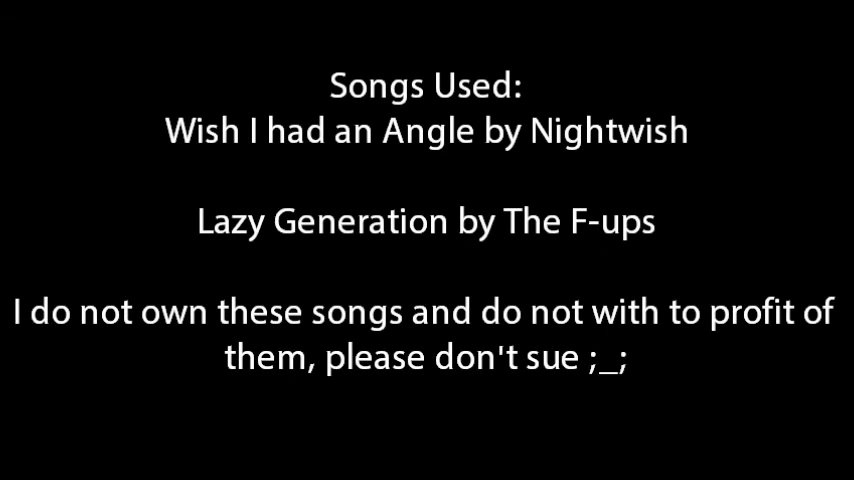 Songs Used:
Wish I had an Angle by Nightwish
Lazy Generation by The F-ups
I do not own these songs and do not with to profit of
them, please don't sue ;_;